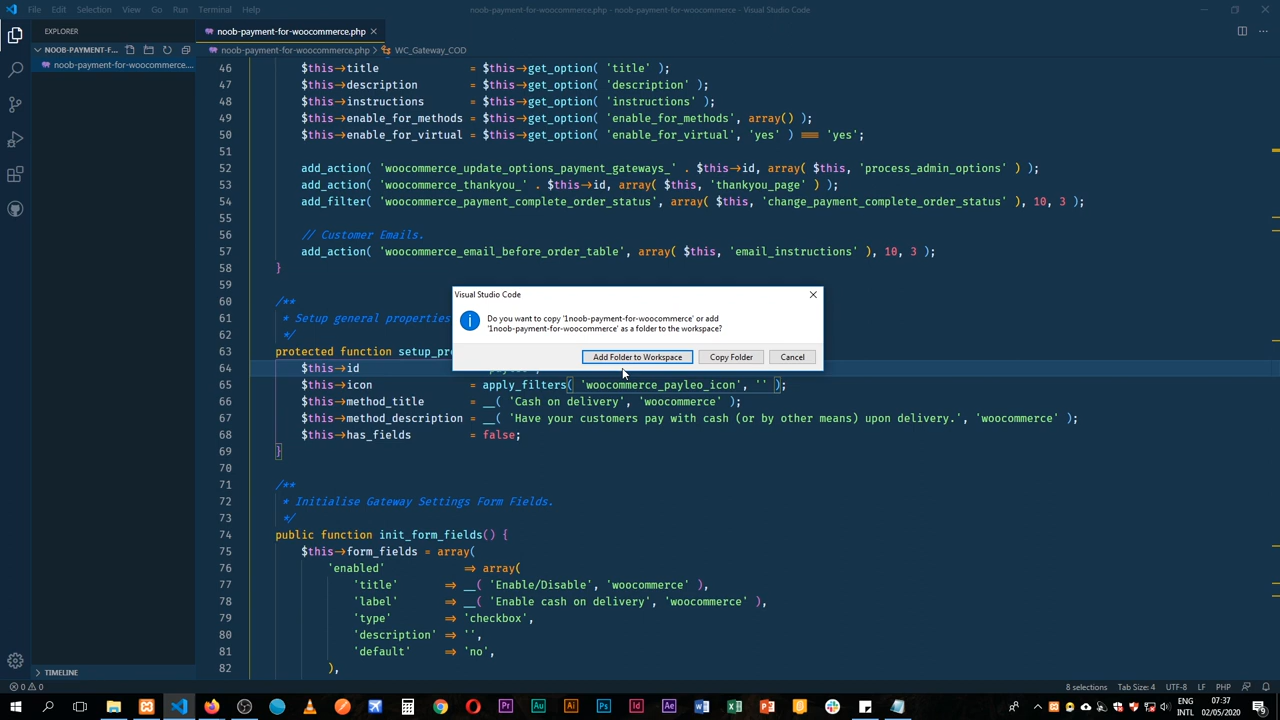 File Edit Selection View Go Run Terminal Help
noob-payment-for-woocommerce.php - noob-payment-for-woocommerce - Visual Studio Code
EXPLORER
noob-payment-for-woocommerce.php ×
NOOB-PAYMENT-F...
noob-payment-for-woocommerce.php > WC_Gateway_COD
noob-payment-for-woocommerce....
46 $this→title = $this→get_option( 'title' );
47 $this→description = $this→get_option( 'description' );
48 $this→instructions = $this→get_option( 'instructions' );
49 $this→enable_for_methods = $this→get_option( 'enable_for_methods', array() );
50 $this→enable_for_virtual = $this→get_option( 'enable_for_virtual', 'yes' ) === 'yes';
51
52 add_action( 'woocommerce_update_options_payment_gateways_' . $this→id, array( $this, 'process_admin_options' ) );
53 add_action( 'woocommerce_thankyou_' . $this→id, array( $this, 'thankyou_page' ) );
54 add_filter( 'woocommerce_payment_complete_order_status', array( $this, 'change_payment_complete_order_status' ), 10, 3 );
55
56 // Customer Emails.
57 add_action( 'woocommerce_email_before_order_table', array( $this, 'email_instructions' ), 10, 3 );
58 }
59
60 /**
61 * Setup general properties
62 */
63 protected function setup_pr
64 $this→id
65 $this→icon = apply_filters( 'woocommerce_payleo_icon', '' );
66 $this→method_title = __( 'Cash on delivery', 'woocommerce' );
67 $this→method_description = __( 'Have your customers pay with cash (or by other means) upon delivery.', 'woocommerce' );
68 $this→has_fields = false;
69 }
70
71 /**
72 * Initialise Gateway Settings Form Fields.
73 */
74 public function init_form_fields() {
75 $this→form_fields = array(
76 'enabled' ⇒ array(
77 'title' ⇒ __( 'Enable/Disable', 'woocommerce' ),
78 'label' ⇒ __( 'Enable cash on delivery', 'woocommerce' ),
79 'type' ⇒ 'checkbox',
80 'description' ⇒ '',
81 'default' ⇒ 'no',
82 ),
Visual Studio Code
Do you want to copy '1noob-payment-for-woocommerce' or add
'1noob-payment-for-woocommerce' as a folder to the workspace?
Add Folder to Workspace Copy Folder Cancel
TIMELINE
0 0 8 selections Tab Size: 4 UTF-8 LF PHP
Pr Au Ai Ps Id Ae
ENG 07:37
INTL 02/05/2020